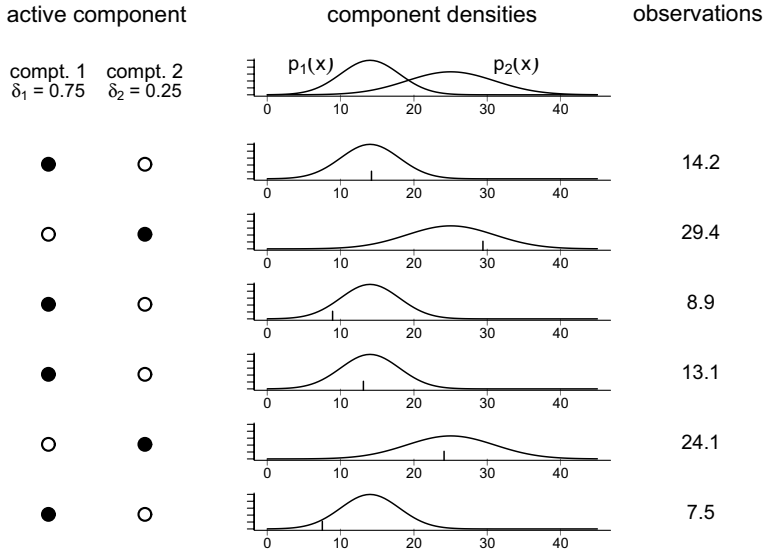 active component component densities observations
compt. 1 compt. 2 p₁(x) p₂(x)
δ₁ = 0.75 δ₂ = 0.25
0 10 20 30 40
14.2
0 10 20 30 40
29.4
0 10 20 30 40
8.9
0 10 20 30 40
13.1
0 10 20 30 40
24.1
0 10 20 30 40
7.5
0 10 20 30 40